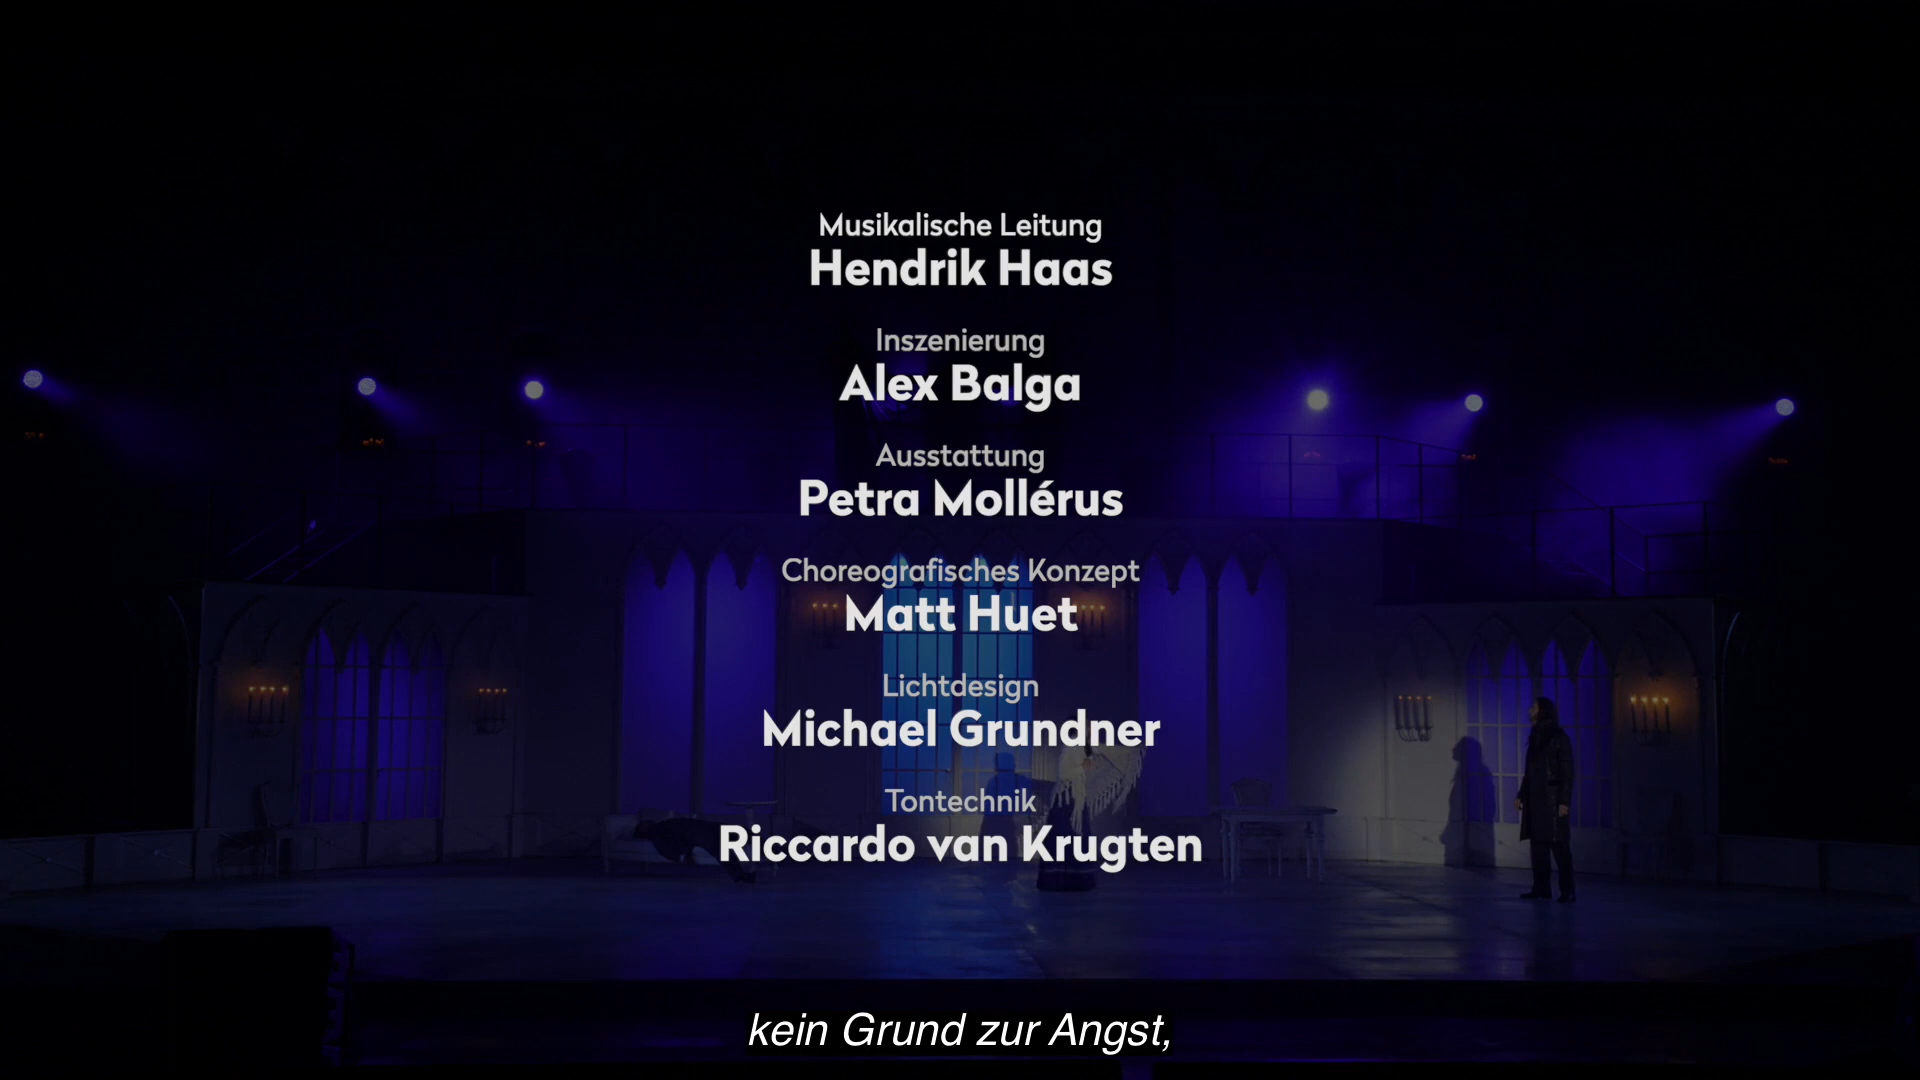 Musikalische Leitung
Hendrik Haas
Inszenierung
Alex Balga
Ausstattung
Petra Mollérus
Choreografisches Konzept
Matt Huet
Lichtdesign
Michael Grundner
Tontechnik
Riccardo van Krugten
kein Grund zur Angst,